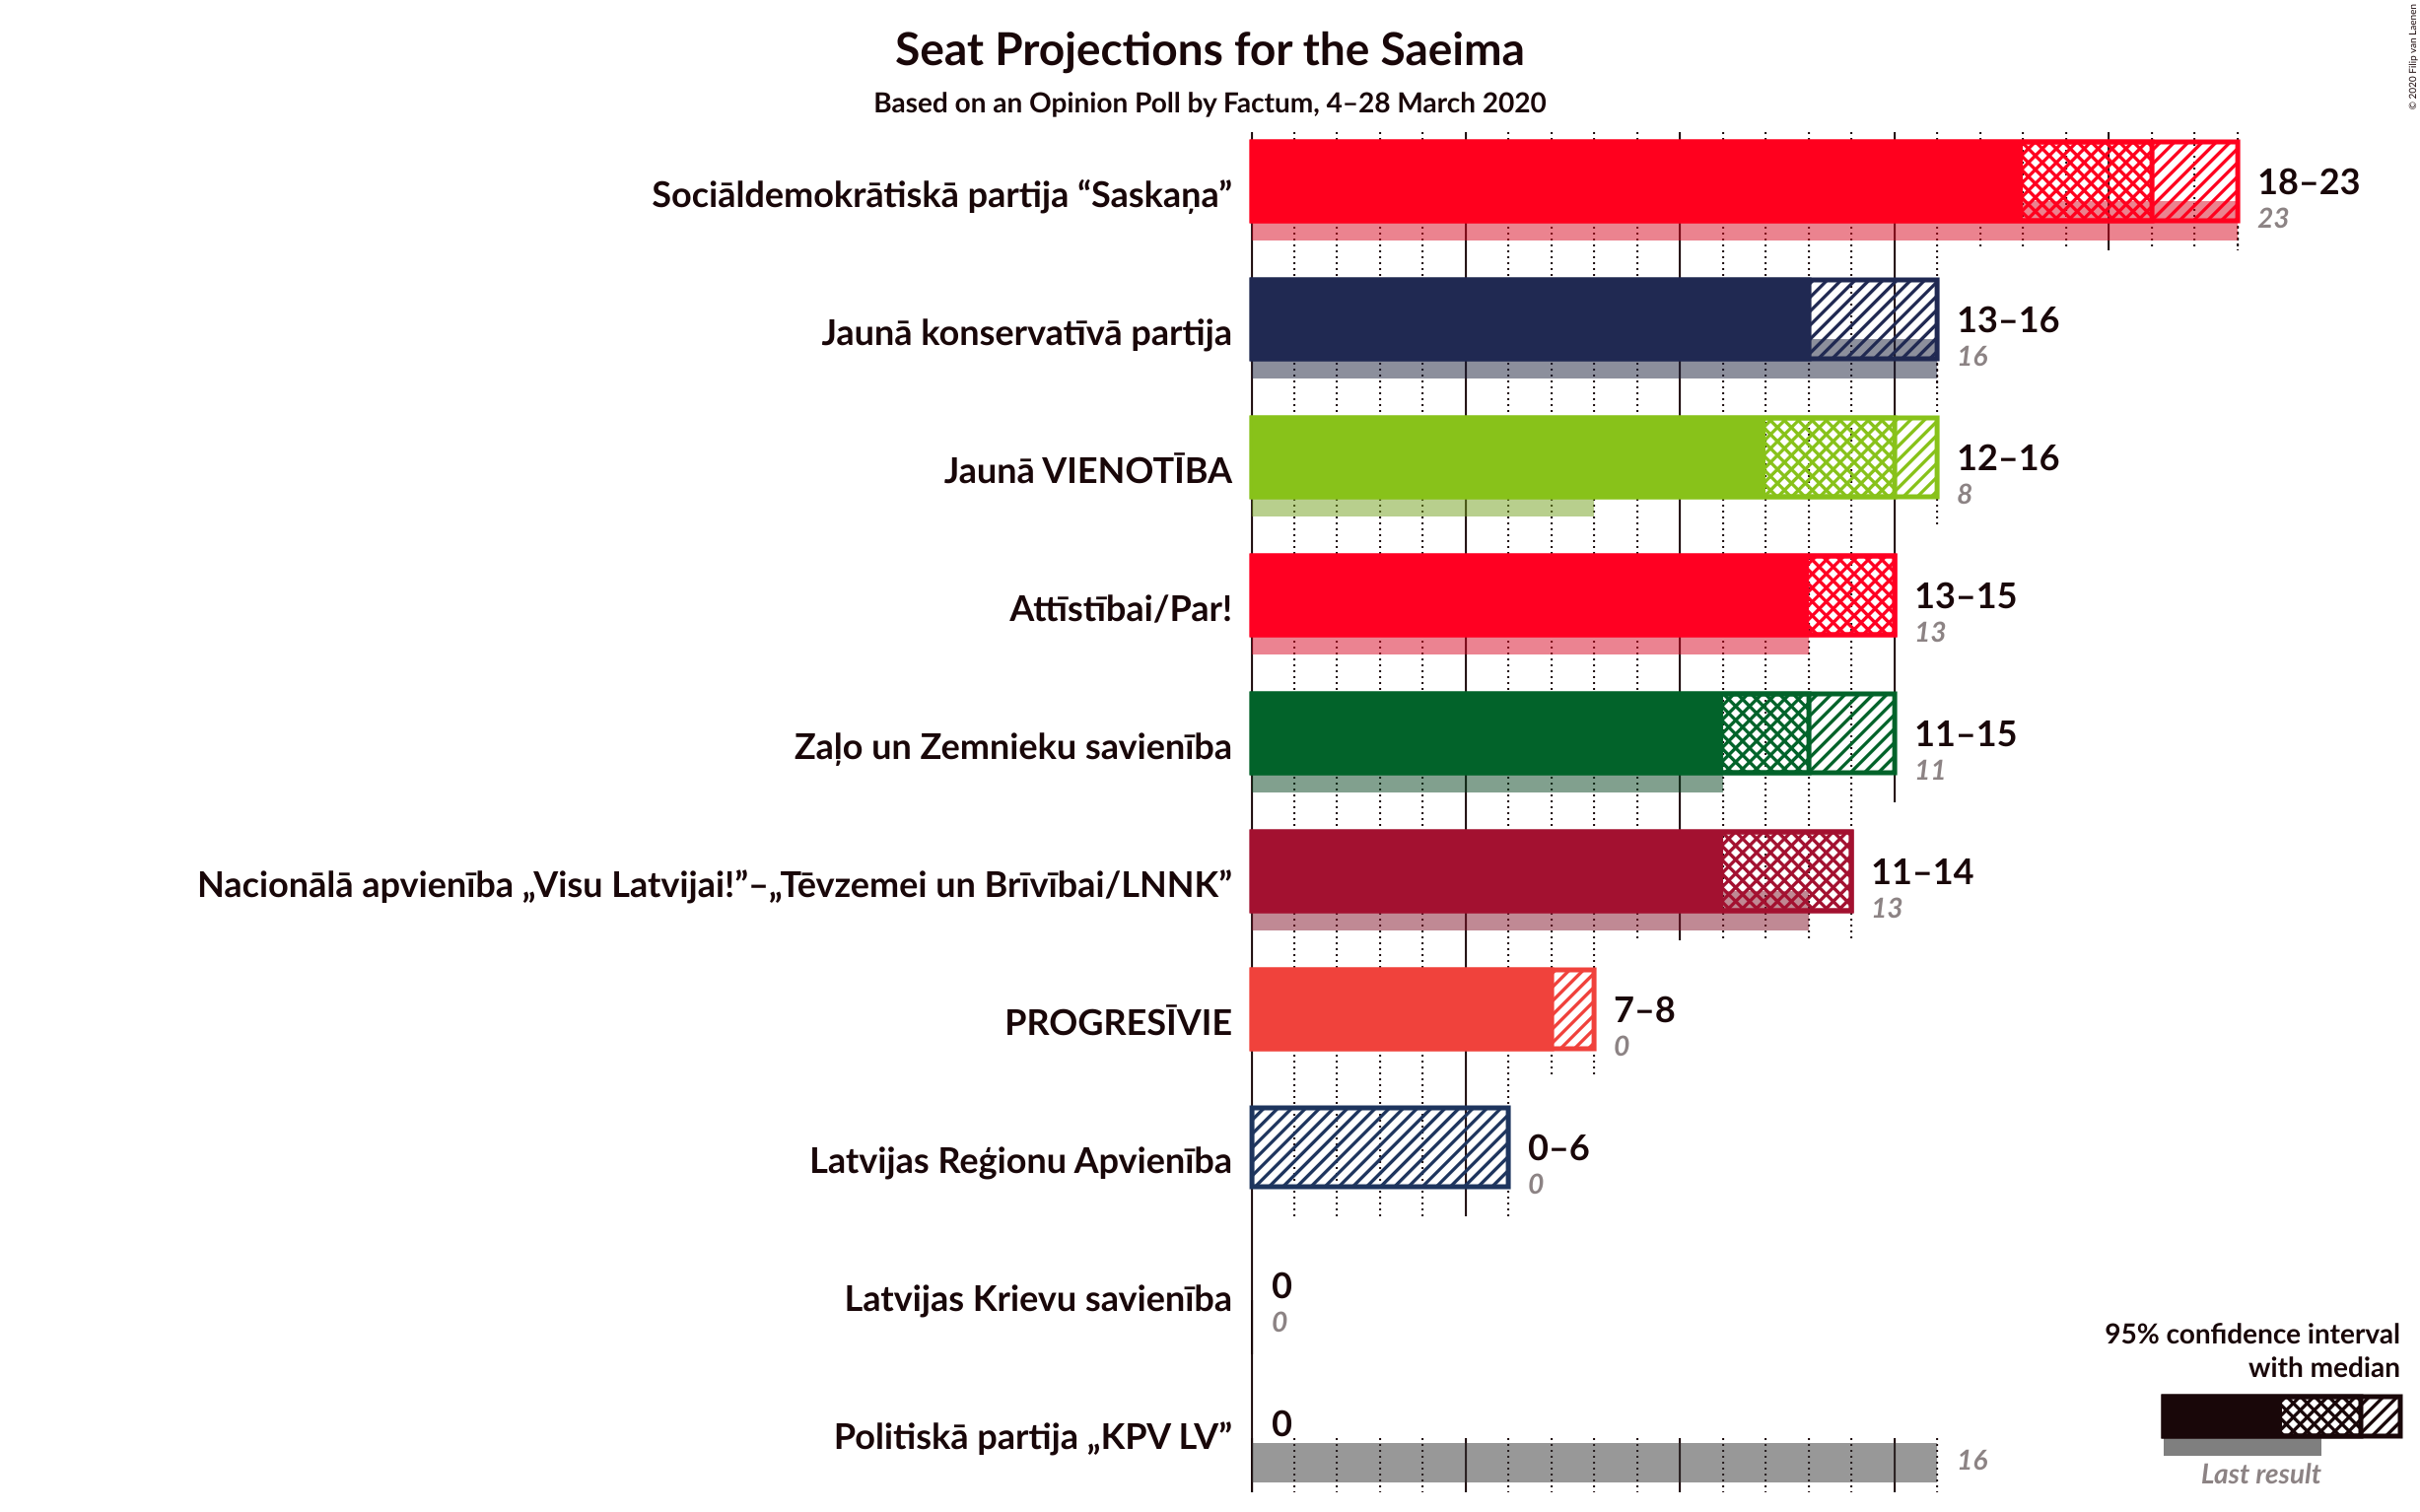 Seat Projections for the Saeima
Based on an Opinion Poll by Factum, 4–28 March 2020
© 2020 Filip van Laenen
Sociāldemokrātiskā partija “Saskaņa”
18–23
23
Jaunā konservatīvā partija
13–16
16
Jaunā VIENOTĪBA
12–16
8
Attīstībai/Par!
13–15
13
Zaļo un Zemnieku savienība
11–15
11
Nacionālā apvienība „Visu Latvijai!”–„Tēvzemei un Brīvībai/LNNK”
11–14
13
PROGRESĪVIE
7–8
0
Latvijas Reģionu Apvienība
0–6
0
Latvijas Krievu savienība
0
0
Politiskā partija „KPV LV”
0
16
95% confidence interval
with median
Last result